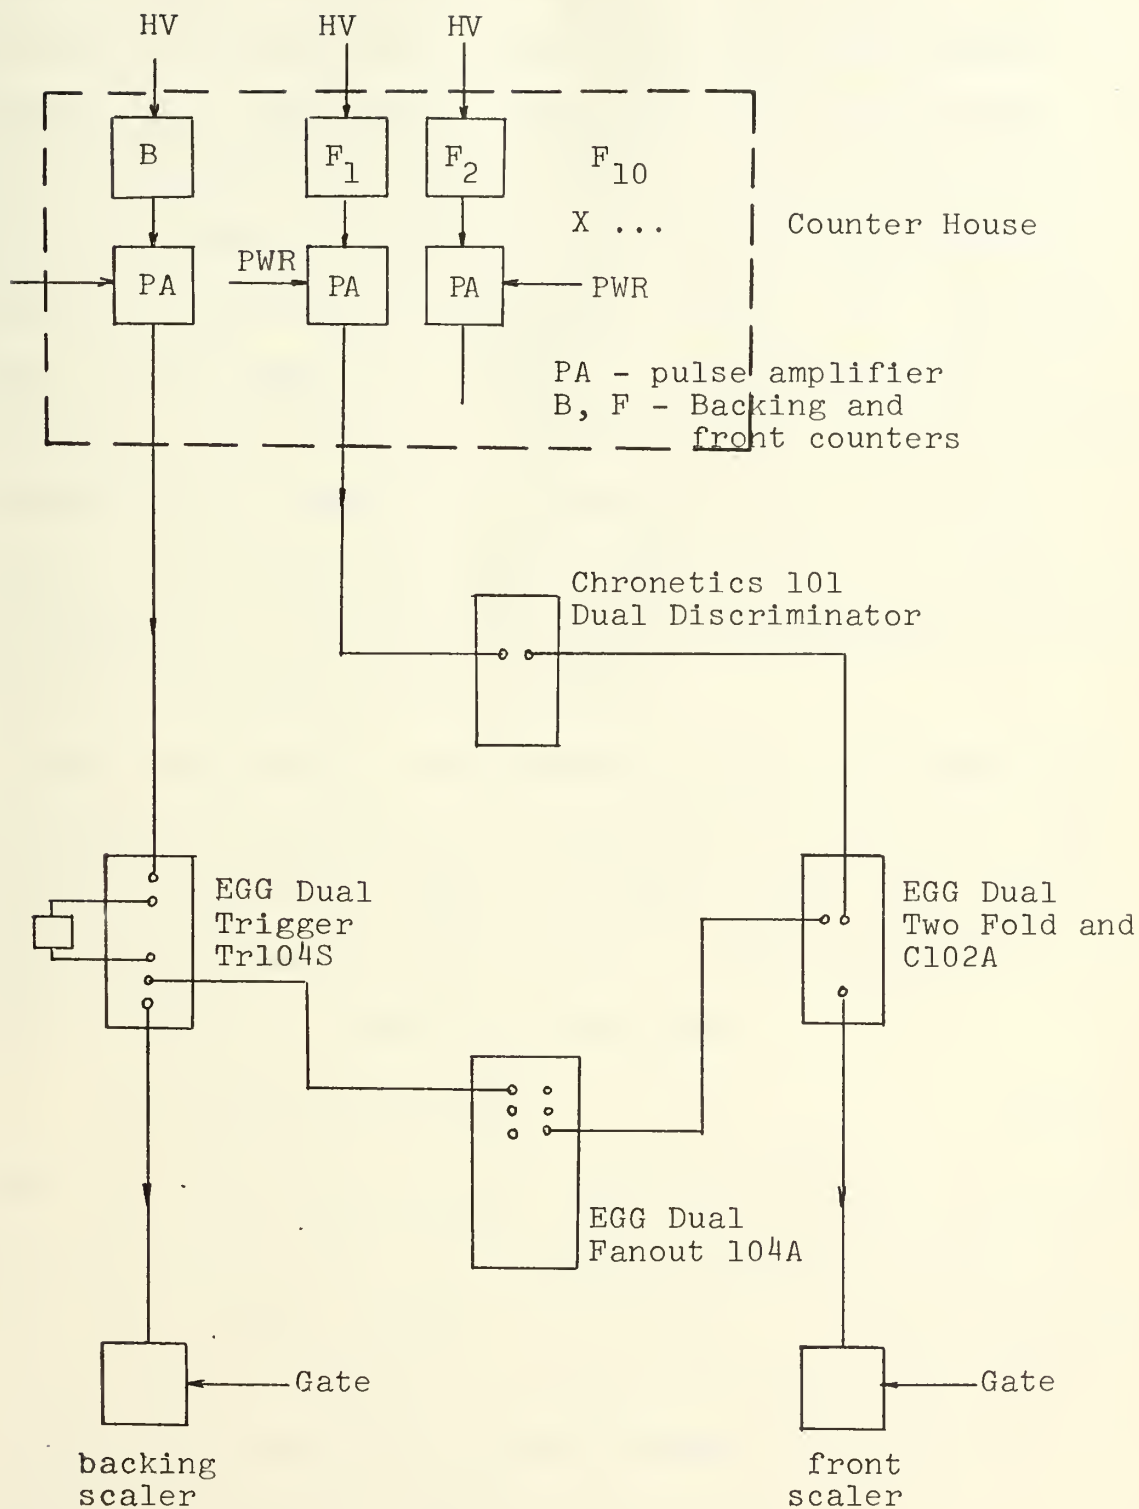 HV HV HV
B F₁ F₂ F₁₀
X ... Counter House
PWR
PA PA PA PWR
PA - pulse amplifier
B, F - Backing and
front counters
Chronetics 101
Dual Discriminator
EGG Dual
Trigger
Tr104S
EGG Dual
Two Fold and
C102A
EGG Dual
Fanout 104A
Gate Gate
backing
scaler
front
scaler